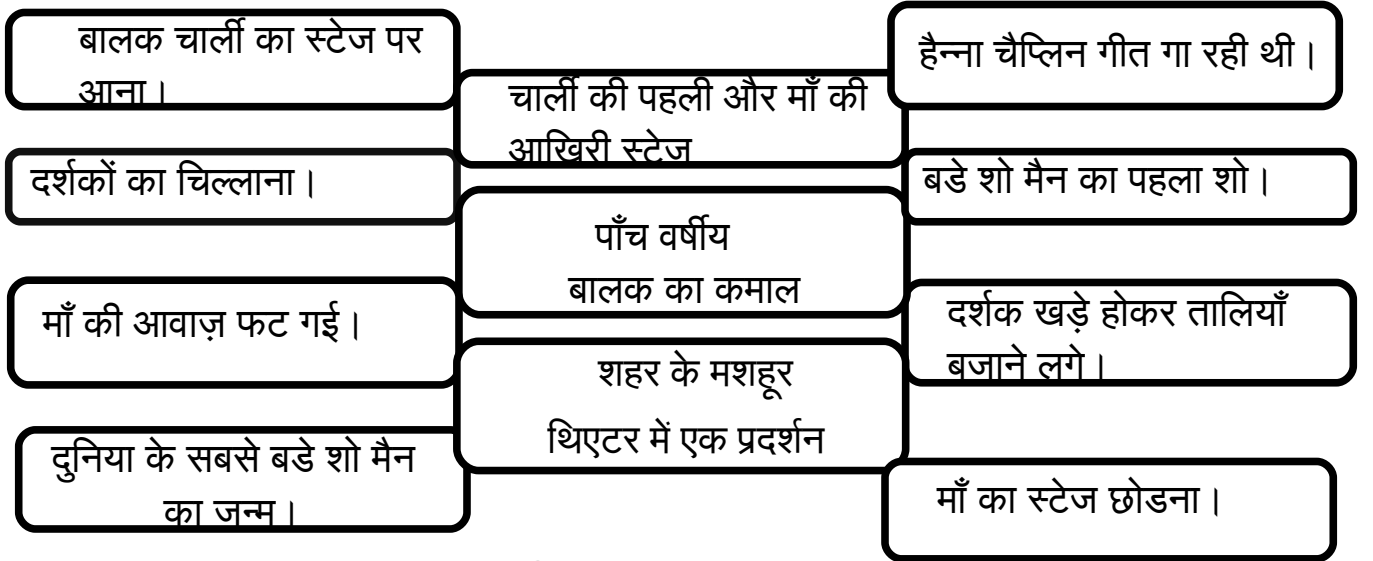 बालक चार्ली का स्टेज पर
आना।
दर्शकों का चिल्लाना।
माँ की आवाज़ फट गई।
दुनिया के सबसे बडे शो मैन
का जन्म।
चार्ली की पहली और माँ की
आखिरी स्टेज
पाँच वर्षीय
बालक का कमाल
शहर के मशहूर
थिएटर में एक प्रदर्शन
हैन्ना चैप्लिन गीत गा रही थी।
बडे शो मैन का पहला शो।
दर्शक खड़े होकर तालियाँ
बजाने लगे।
माँ का स्टेज छोडना।